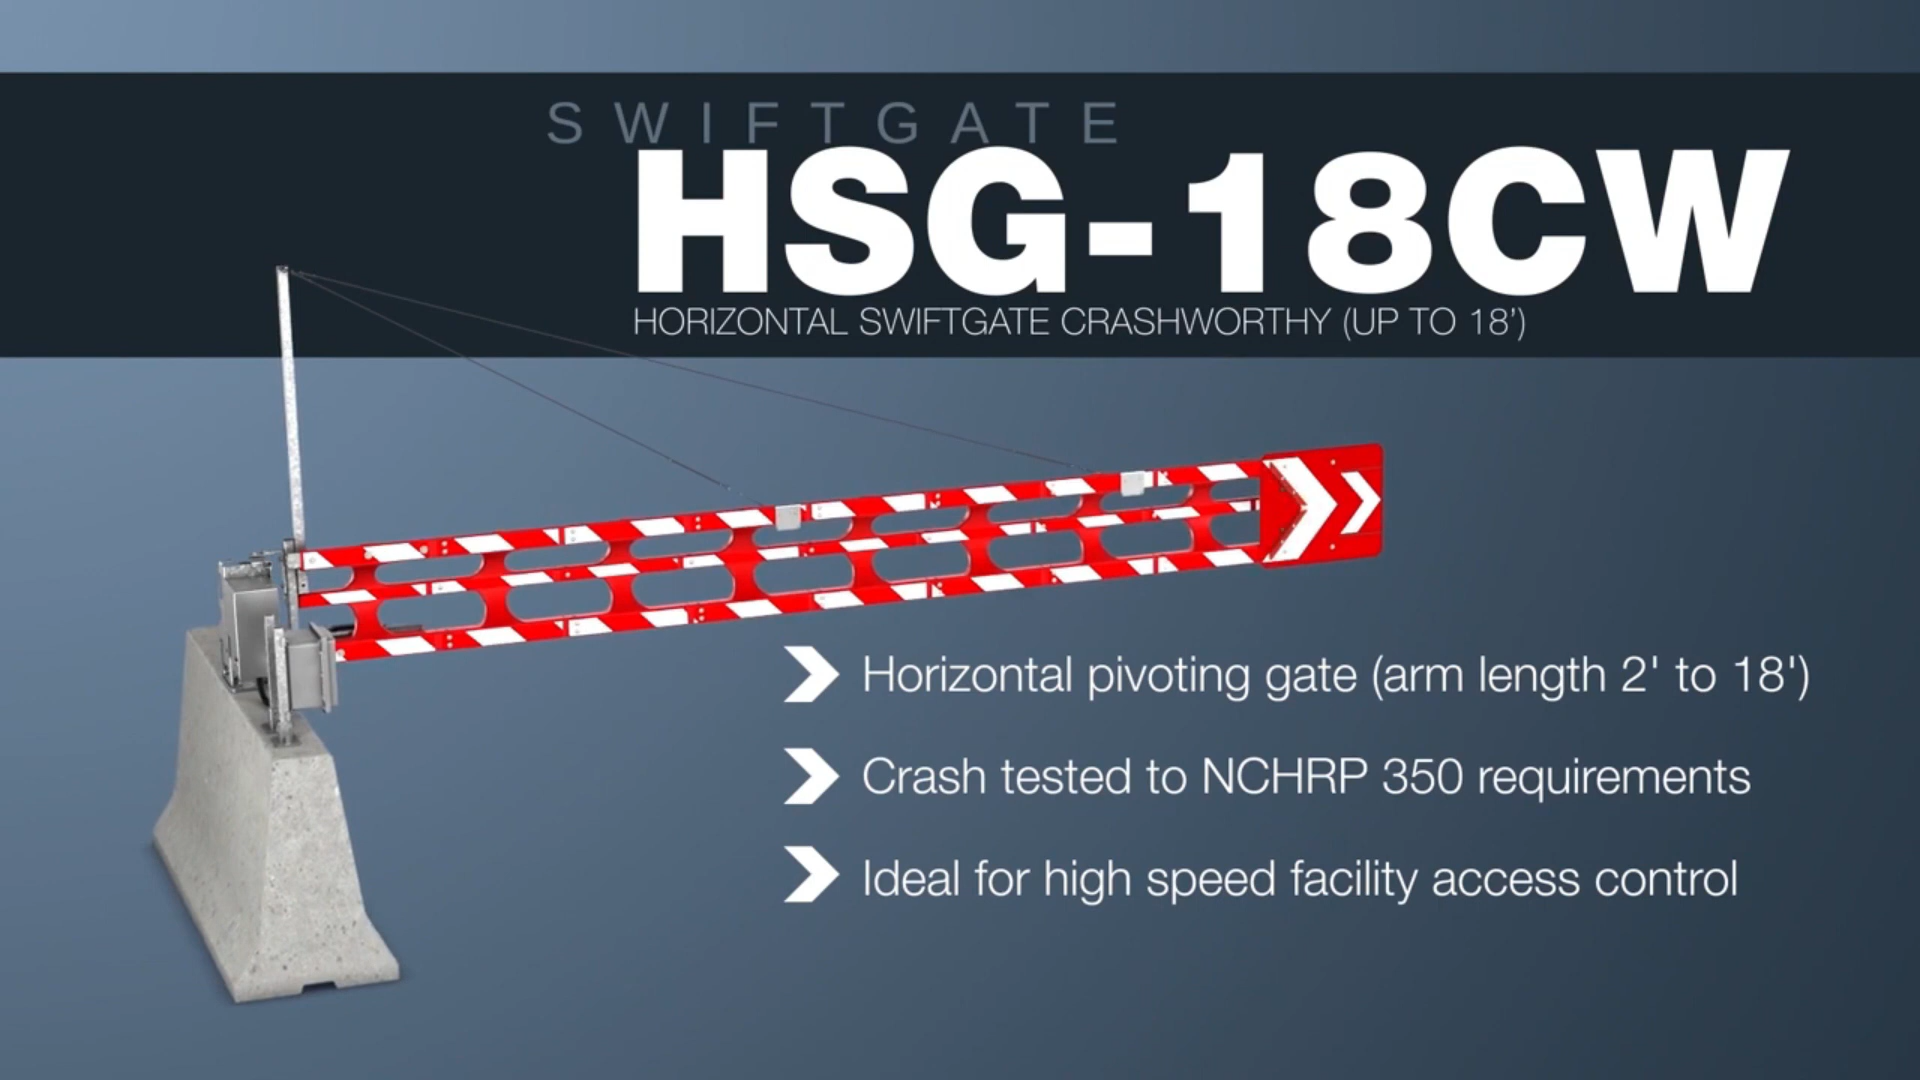 SWIFTGATE
HSG-18CW
HORIZONTAL SWIFTGATE CRASHWORTHY (UP TO 18')
Horizontal pivoting gate (arm length 2' to 18')
Crash tested to NCHRP 350 requirements
Ideal for high speed facility access control